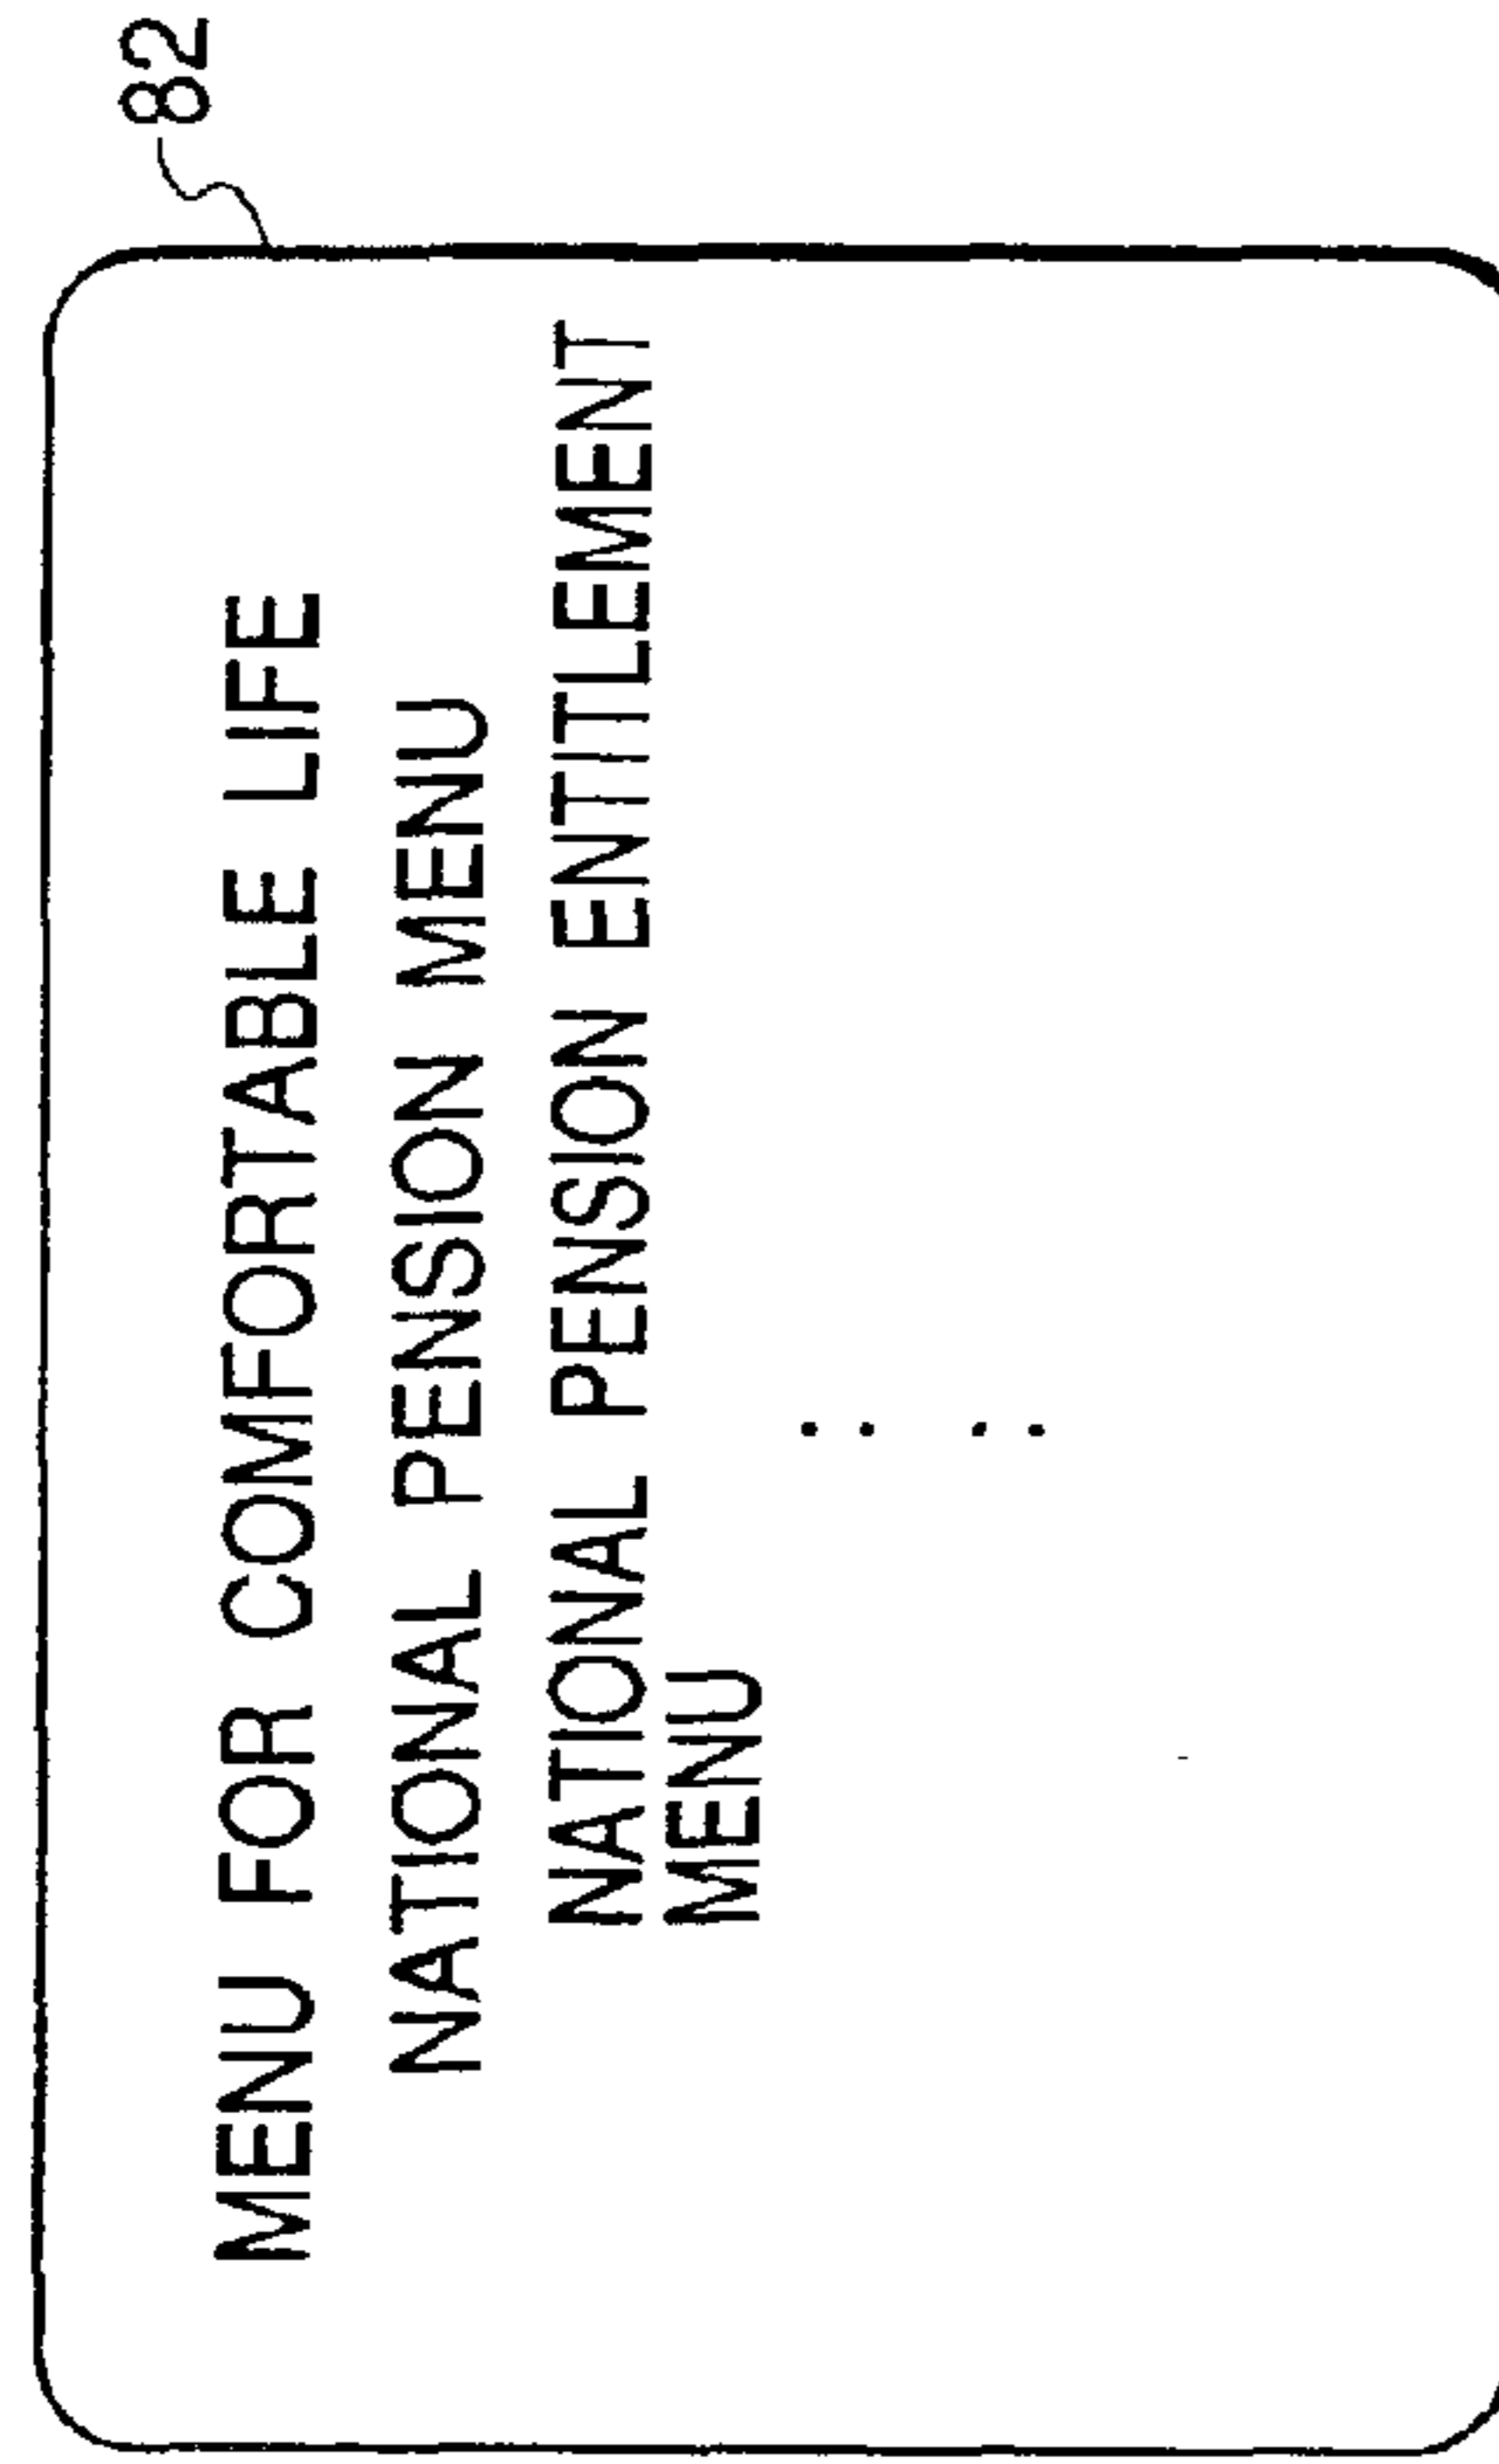 82
MENU FOR COMFORTABLE LIFE
NATIONAL PENSION MENU
NATIONAL PENSION ENTITLEMENT
MENU